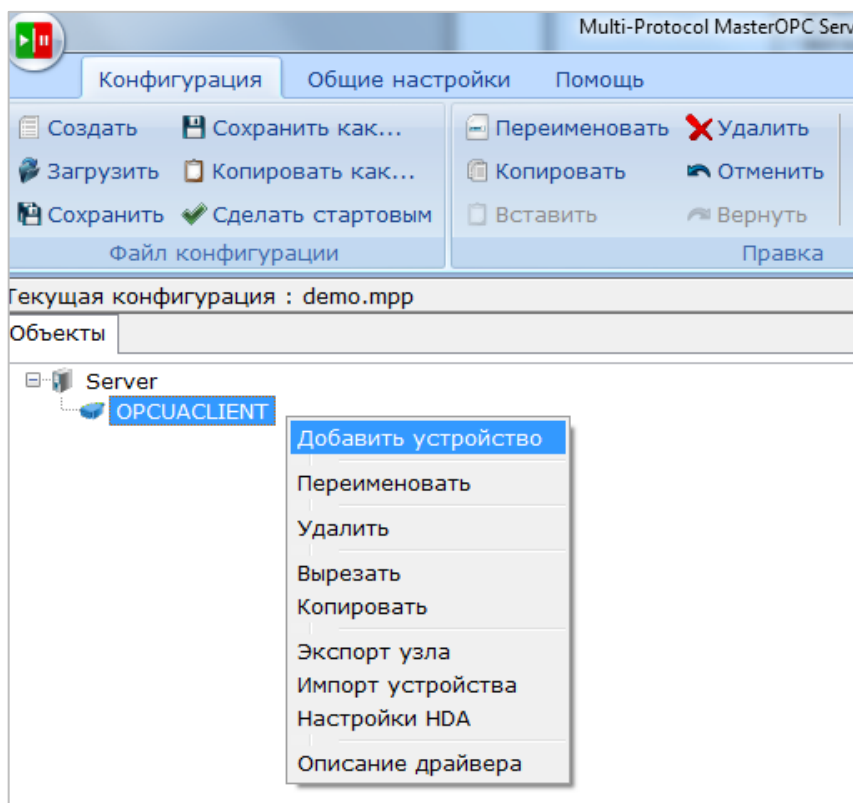 Multi-Protocol MasterOPC Serv
Конфигурация Общие настройки Помощь
Создать Сохранить как... Переименовать Удалить
Загрузить Копировать как... Копировать Отменить
Сохранить Сделать стартовым Вставить Вернуть
Файл конфигурации Правка
Текущая конфигурация : demo.mpp
Объекты
Server
OPCUACLIENT
Добавить устройство
Переименовать
Удалить
Вырезать
Копировать
Экспорт узла
Импорт устройства
Настройки HDA
Описание драйвера